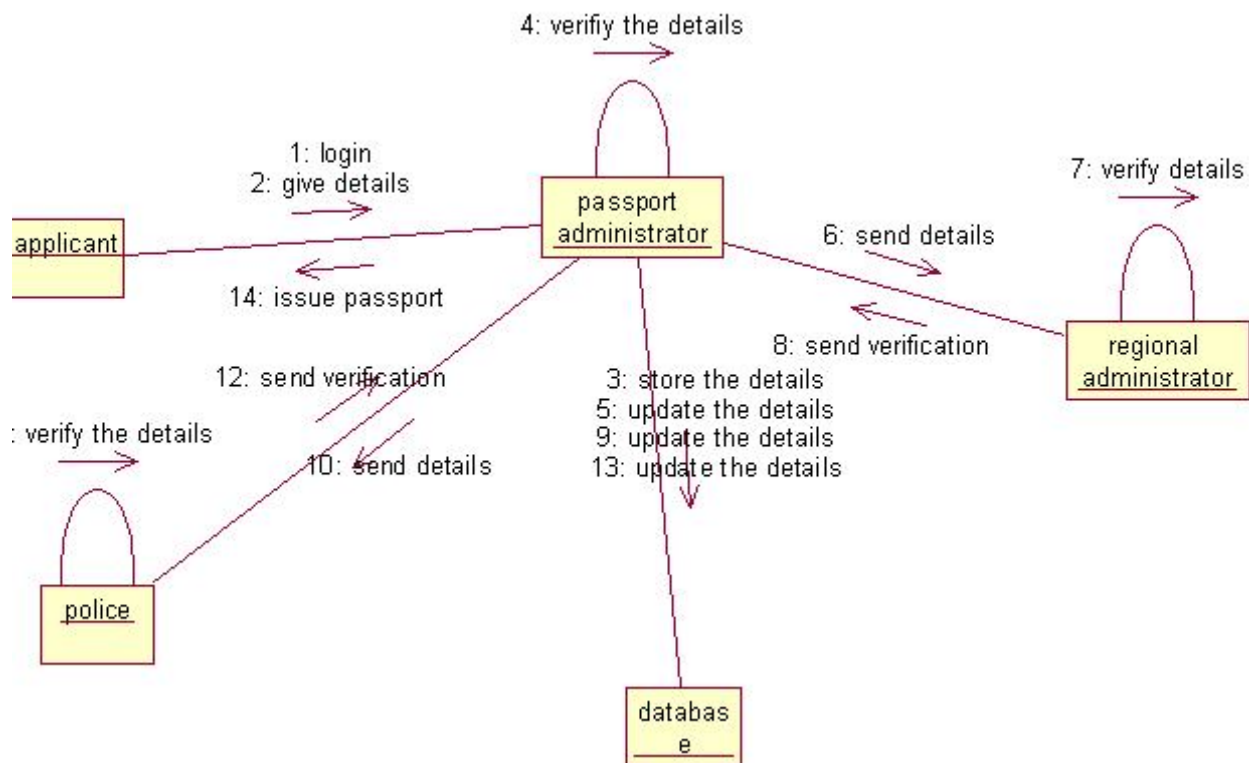 4: verifiy the details
1: login
2: give details
7: verify details
passport
administrator
applicant
6: send details
14: issue passport
8: send verification
regional
administrator
12: send verification
3: store the details
5: update the details
9: update the details
13: update the details
: verify the details
10: send details
police
databas
e